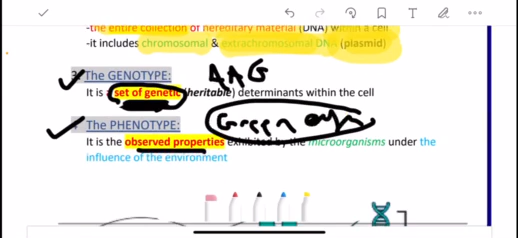 -the entire collection of hereditary material (DNA) within a cell
-it includes chromosomal & extrachromosomal DNA (plasmid)
The GENOTYPE:
AAG
It is a set of genetic (heritable) determinants within the cell
The PHENOTYPE:
Green eyes
It is the observed properties exhibited by the microorganisms under the
influence of the environment